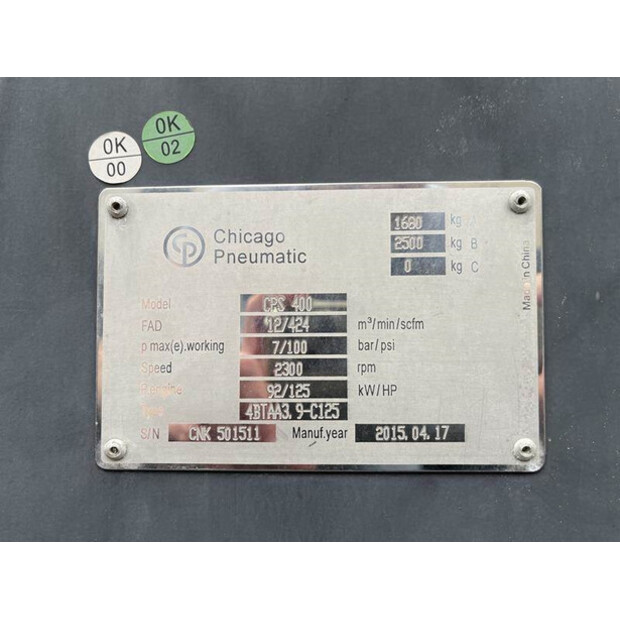 OK
00
OK
02
CP
Chicago
Pneumatic
1680 kg A
2500 kg B
0 kg C
Made in China
Model CPS 400
FAD 12/424 m³/min/scfm
p max(e).working 7/100 bar/psi
Speed 2300 rpm
P.engine 92/125 kW/HP
4BTAA3.9-C125
S/N CNK 501511 Manuf.year 2015.04.17